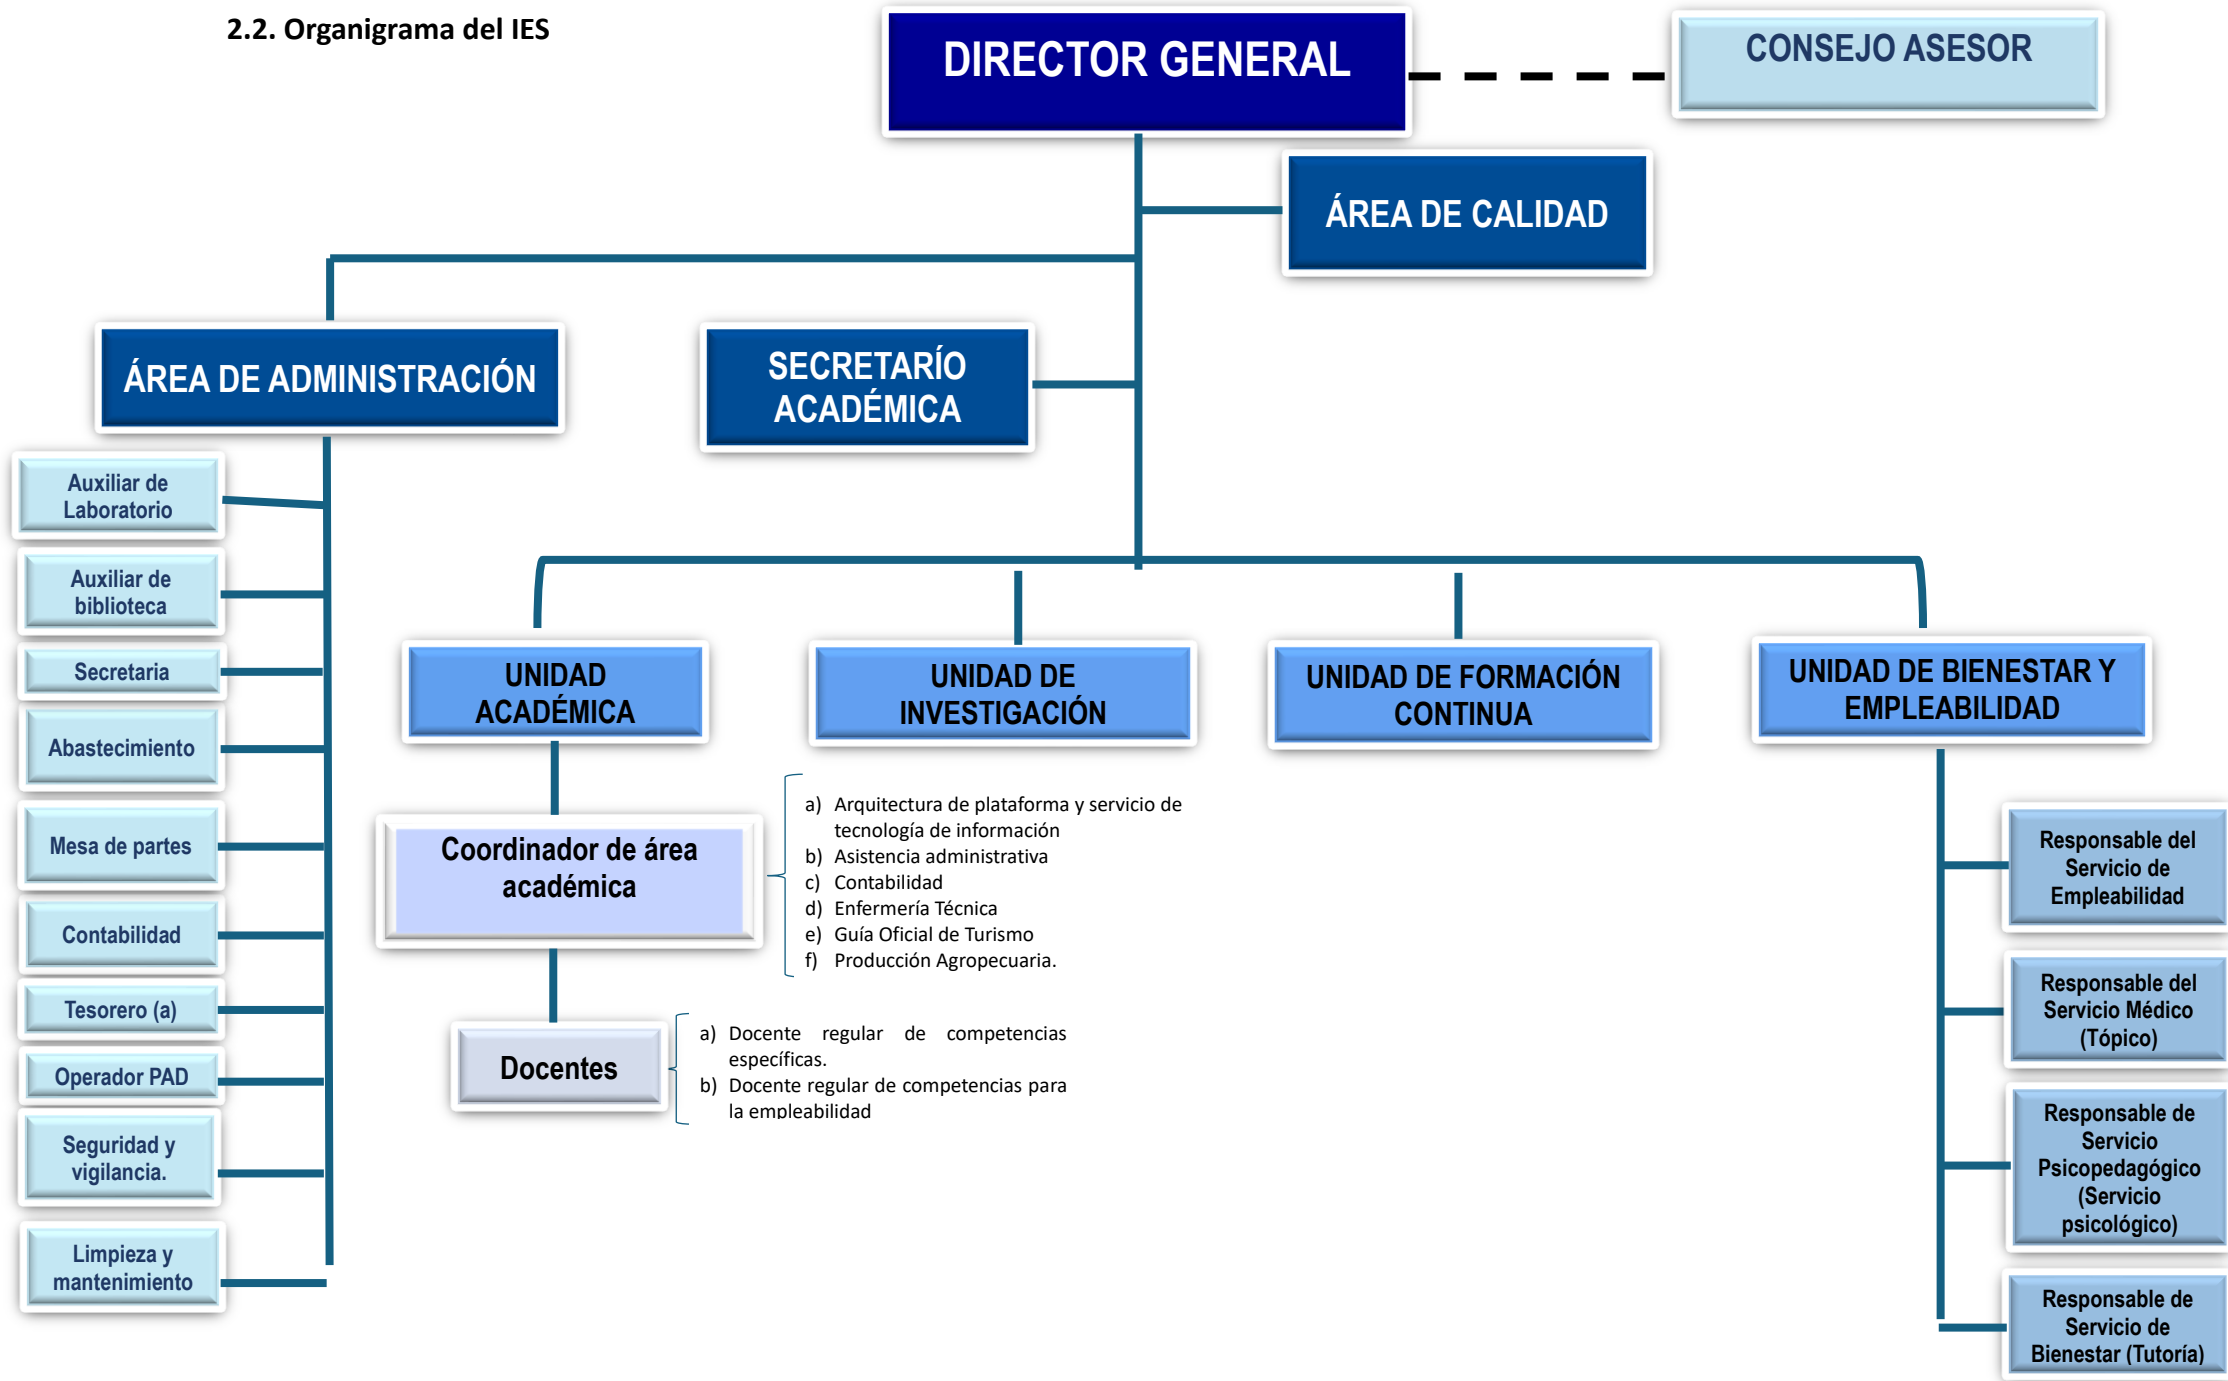 2.2. Organigrama del IES
DIRECTOR GENERAL
CONSEJO ASESOR
ÁREA DE CALIDAD
ÁREA DE ADMINISTRACIÓN
SECRETARÍO
ACADÉMICA
Auxiliar de
Laboratorio
Auxiliar de
biblioteca
Secretaria
Abastecimiento
Mesa de partes
Contabilidad
Tesorero (a)
Operador PAD
Seguridad y
vigilancia.
Limpieza y
mantenimiento
UNIDAD
ACADÉMICA
UNIDAD DE
INVESTIGACIÓN
UNIDAD DE FORMACIÓN
CONTINUA
UNIDAD DE BIENESTAR Y
EMPLEABILIDAD
Coordinador de área
académica
a) Arquitectura de plataforma y servicio de
tecnología de información
b) Asistencia administrativa
c) Contabilidad
d) Enfermería Técnica
e) Guía Oficial de Turismo
f) Producción Agropecuaria.
Docentes
a) Docente regular de competencias
específicas.
b) Docente regular de competencias para
la empleabilidad
Responsable del
Servicio de
Empleabilidad
Responsable del
Servicio Médico
(Tópico)
Responsable de
Servicio
Psicopedagógico
(Servicio
psicológico)
Responsable de
Servicio de
Bienestar (Tutoría)